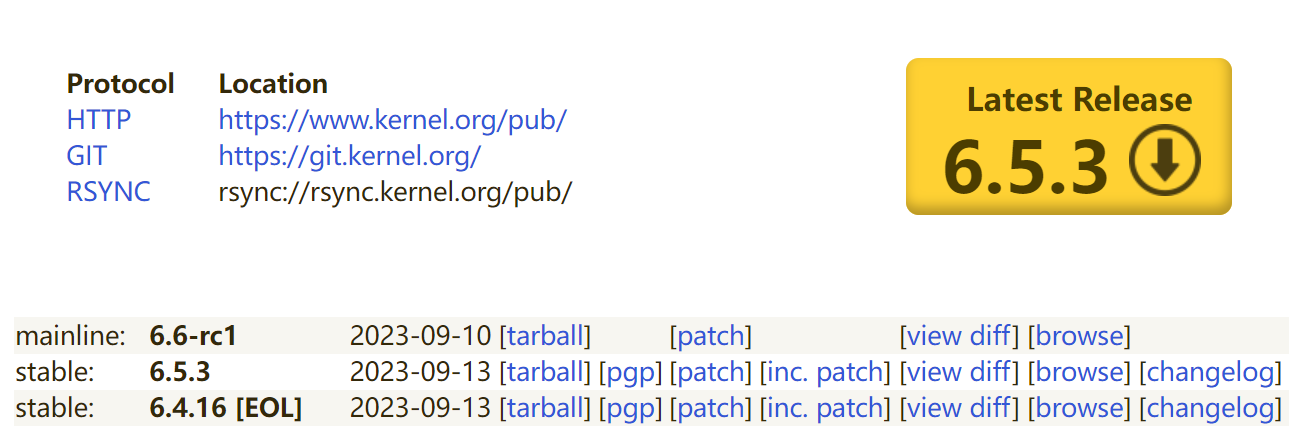 Protocol Location
HTTP https://www.kernel.org/pub/
GIT https://git.kernel.org/
RSYNC rsync://rsync.kernel.org/pub/
Latest Release
6.5.3
mainline: 6.6-rc1 2023-09-10 [tarball] [patch] [view diff] [browse]
stable: 6.5.3 2023-09-13 [tarball] [pgp] [patch] [inc. patch] [view diff] [browse] [changelog]
stable: 6.4.16 [EOL] 2023-09-13 [tarball] [pgp] [patch] [inc. patch] [view diff] [browse] [changelog]